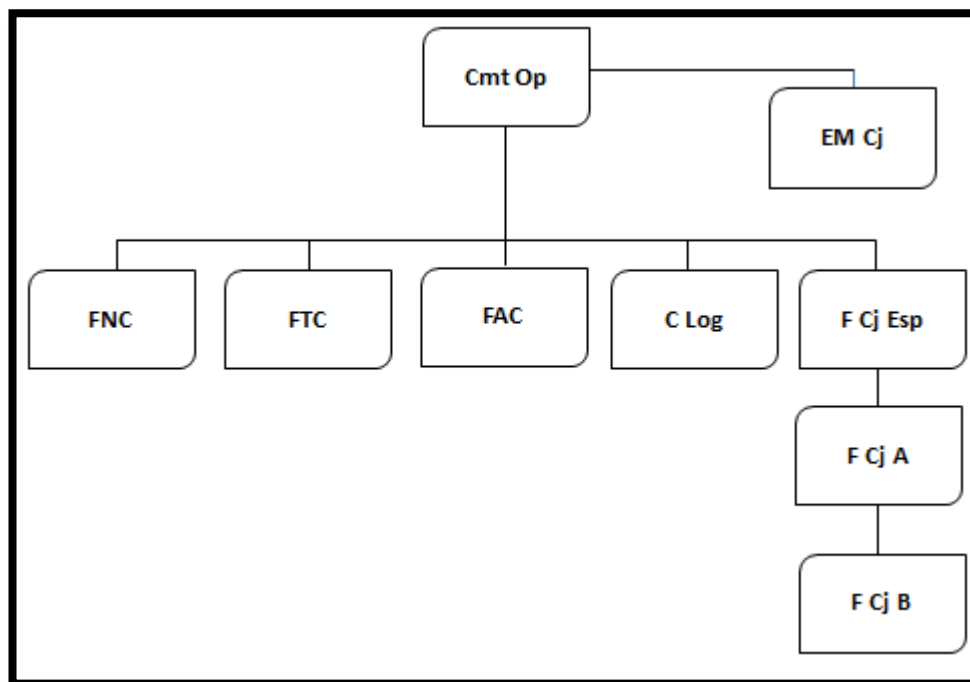 Cmt Op
EM Cj
FNC
FTC
FAC
C Log
F Cj Esp
F Cj A
F Cj B